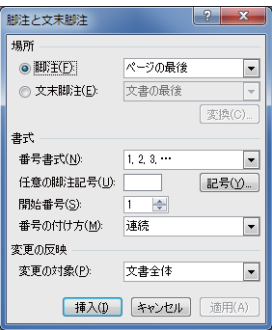 脚注と文末脚注
場所
脚注(F): ページの最後
文末脚注(E): 文書の最後
変換(C)...
書式
番号書式(N): 1, 2, 3, …
任意の脚注記号(U): 記号(Y)...
開始番号(S): 1
番号の付け方(M): 連続
変更の反映
変更の対象(P): 文書全体
挿入(I) キャンセル 適用(A)